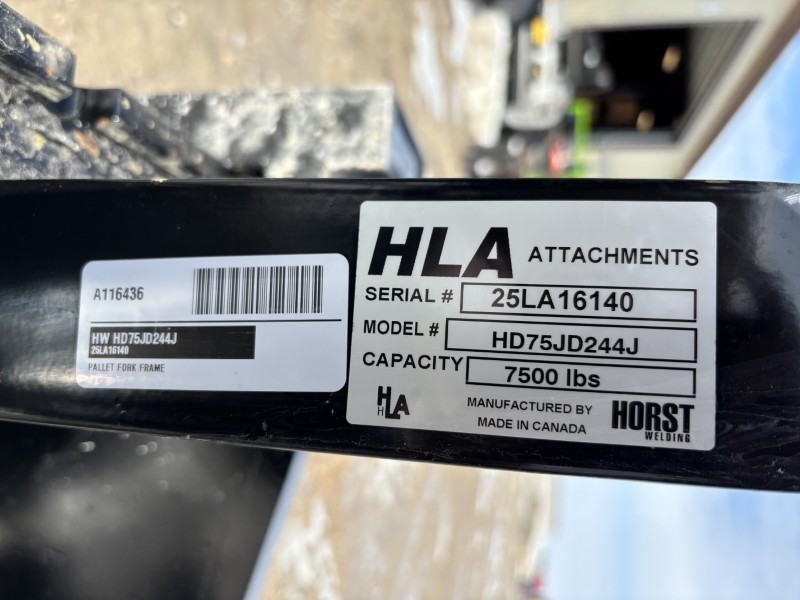 A116436
HW HD75JD244J
25LA16140
PALLET FORK FRAME
HLA ATTACHMENTS
SERIAL # 25LA16140
MODEL # HD75JD244J
CAPACITY 7500 lbs
HLA
MANUFACTURED BY
MADE IN CANADA
HORST
WELDING